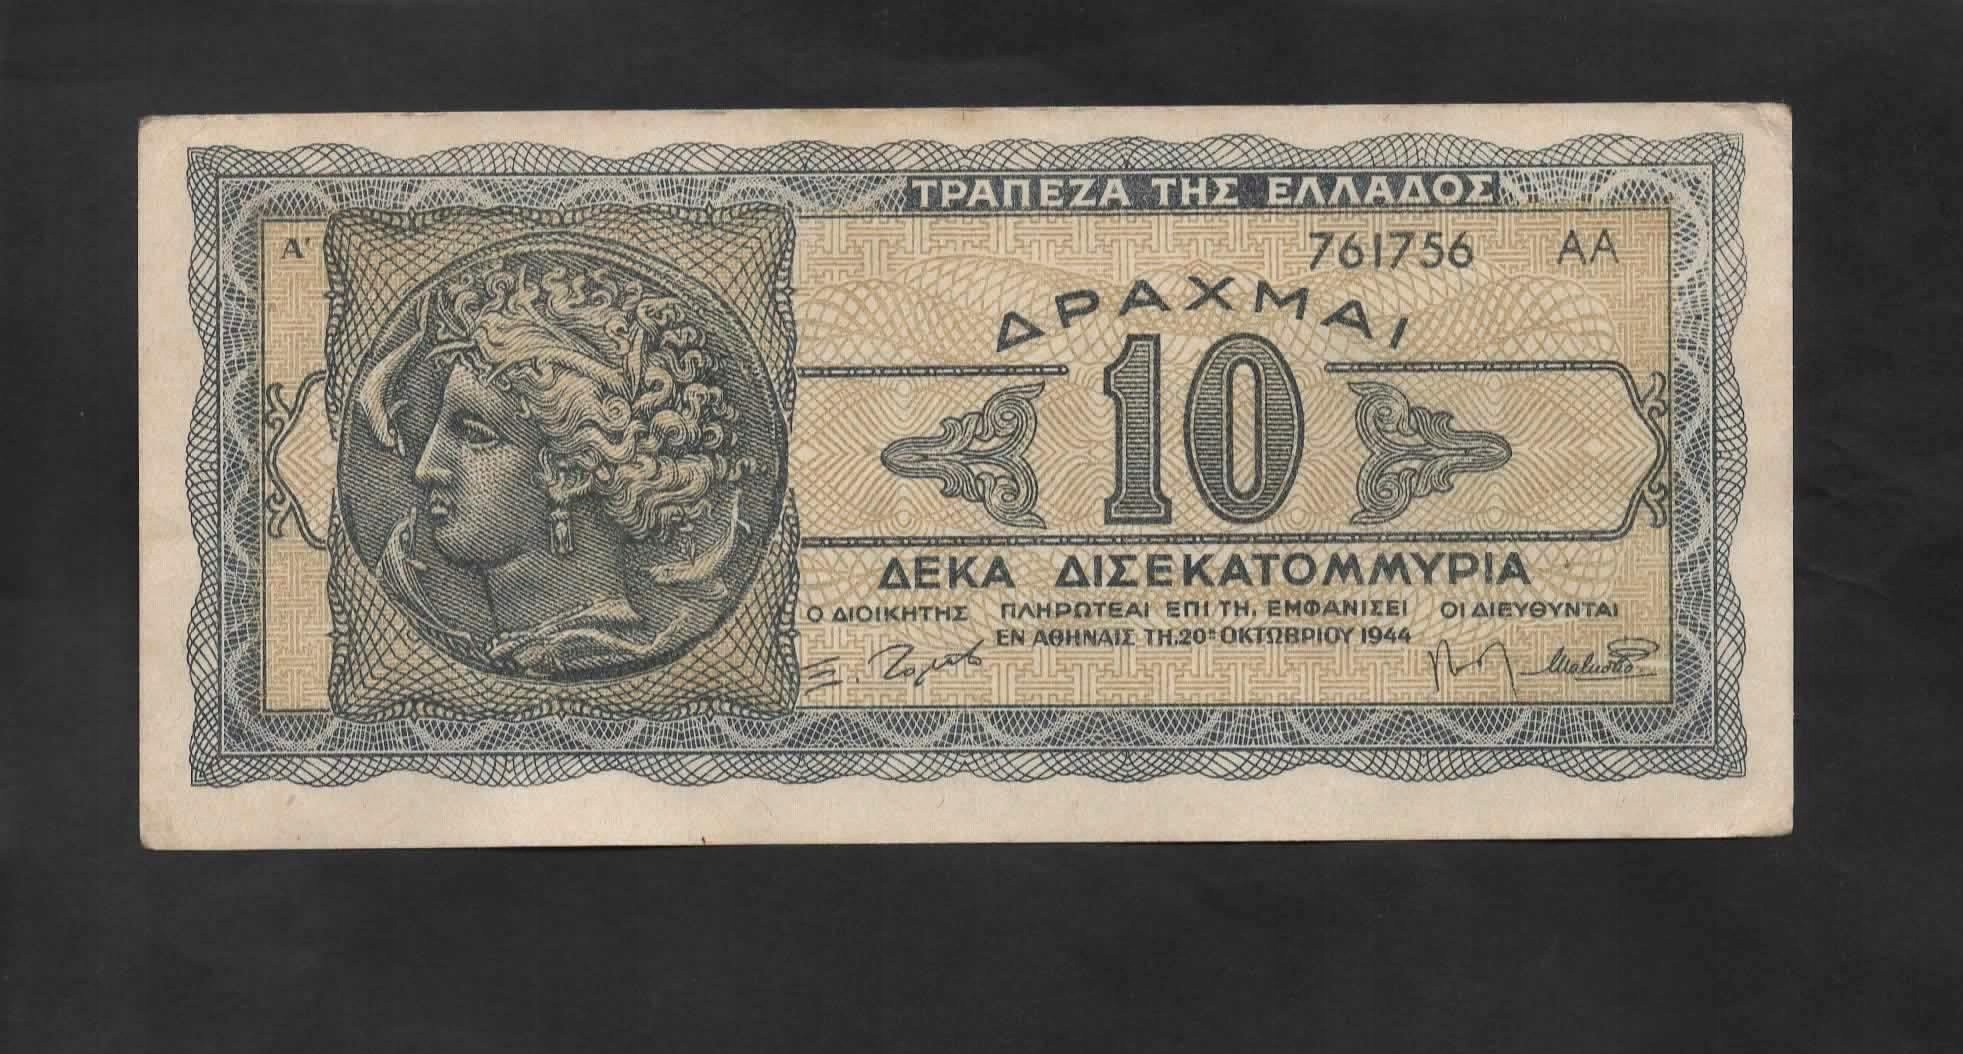 ΤΡΑΠΕΖΑ ΤΗΣ ΕΛΛΑΔΟΣ
Α' 761756 ΑΑ
ΔΡΑΧΜΑΙ
10
ΔΕΚΑ ΔΙΣΕΚΑΤΟΜΜΥΡΙΑ
Ο ΔΙΟΙΚΗΤΗΣ ΠΛΗΡΩΤΕΑΙ ΕΠΙ ΤΗ. ΕΜΦΑΝΙΣΕΙ ΟΙ ΔΙΕΥΘΥΝΤΑΙ
ΕΝ ΑΘΗΝΑΙΣ ΤΗ. 20ῃ ΟΚΤΩΒΡΙΟΥ 1944